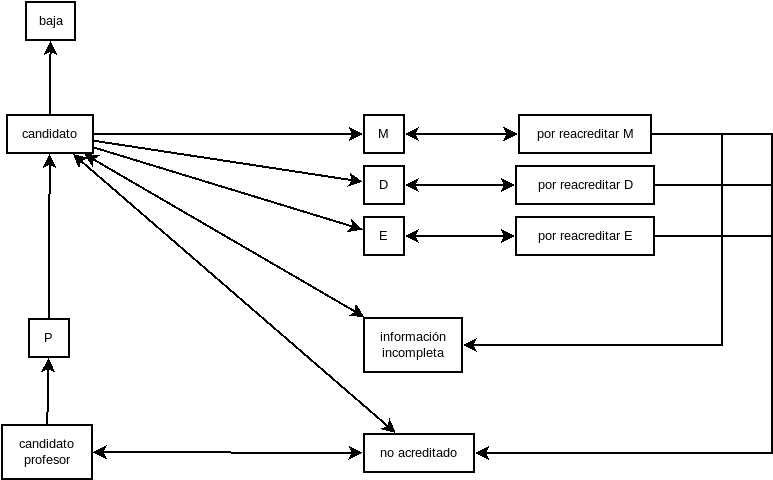 baja
candidato
M
por reacreditar M
D
por reacreditar D
E
por reacreditar E
información
incompleta
P
candidato
profesor
no acreditado